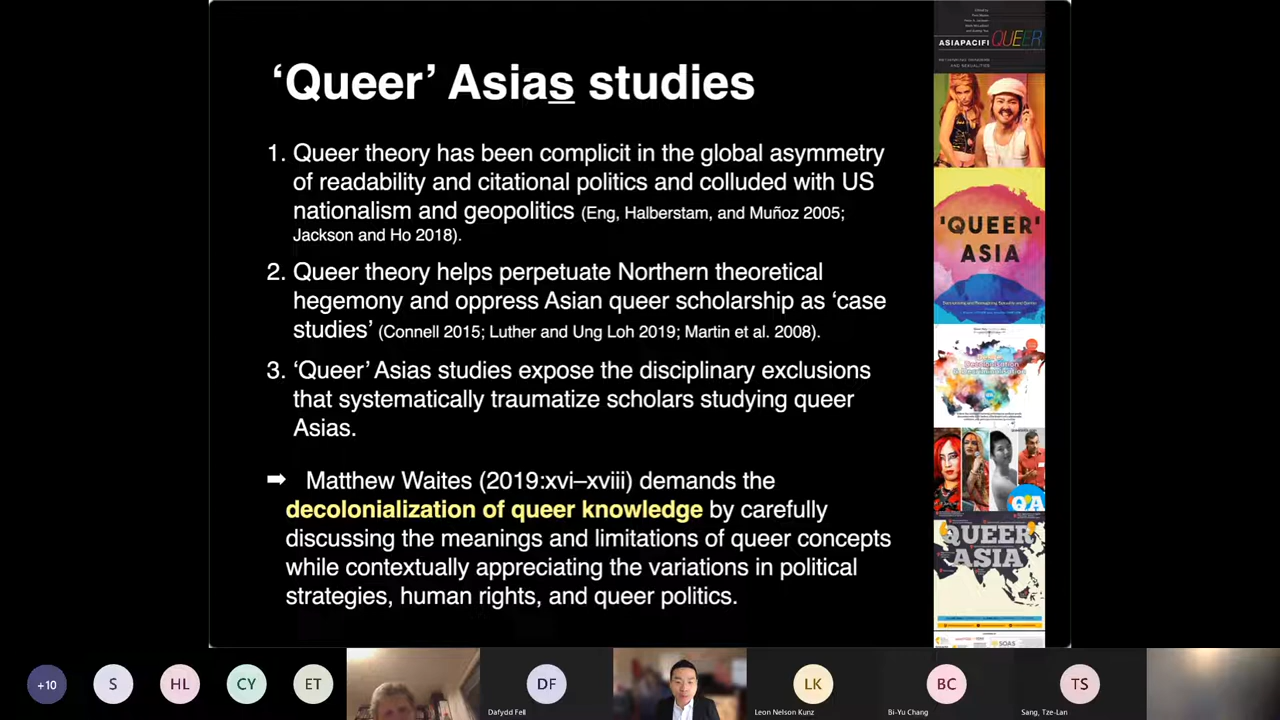 ‘Queer’ Asias studies
1. Queer theory has been complicit in the global asymmetry
of readability and citational politics and colluded with US
nationalism and geopolitics (Eng, Halberstam, and Muñoz 2005;
Jackson and Ho 2018).
2. Queer theory helps perpetuate Northern theoretical
hegemony and oppress Asian queer scholarship as ‘case
studies’ (Connell 2015; Luther and Ung Loh 2019; Martin et al. 2008).
3. ‘Queer’ Asias studies expose the disciplinary exclusions
that systematically traumatize scholars studying queer
Asias.
➡ Matthew Waites (2019:xvi–xviii) demands the
decolonialization of queer knowledge by carefully
discussing the meanings and limitations of queer concepts
while contextually appreciating the variations in political
strategies, human rights, and queer politics.
ASIAPACIFI QUEER
'QUEER'
ASIA
Q'A
QUEER
ASIA
SOAS
+10
S
HL
CY
ET
DF
Dafydd Fell
LK
Leon Nelson Kunz
BC
Bi-Yu Chang
TS
Sang, Tze-Lan